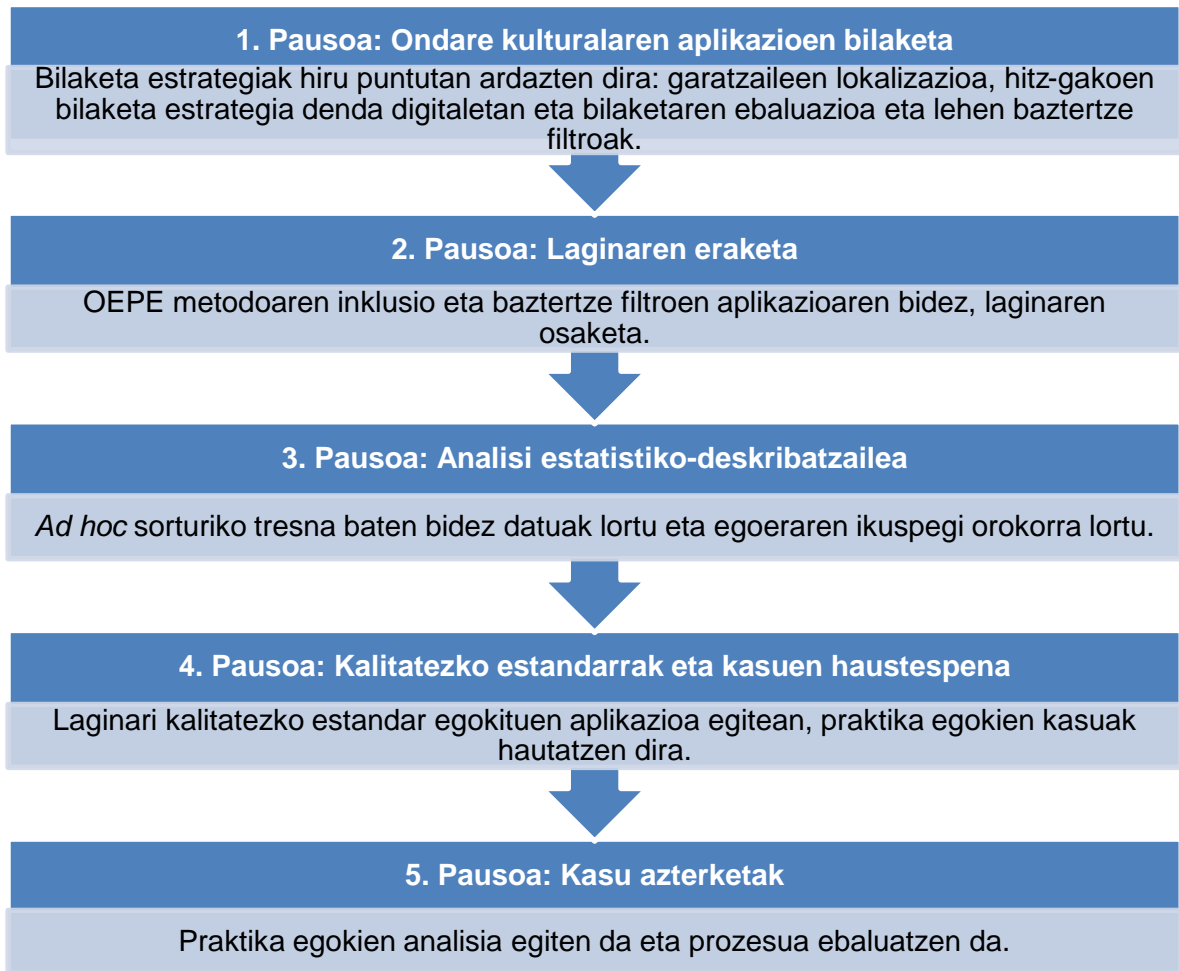 1. Pausoa: Ondare kulturalaren aplikazioen bilaketa
Bilaketa estrategiak hiru puntutan ardazten dira: garatzaileen lokalizazioa, hitz-gakoen
bilaketa estrategia denda digitaletan eta bilaketaren ebaluazioa eta lehen baztertze
filtroak.
2. Pausoa: Laginaren eraketa
OEPE metodoaren inklusio eta baztertze filtroen aplikazioaren bidez, laginaren
osaketa.
3. Pausoa: Analisi estatistiko-deskribatzailea
Ad hoc sorturiko tresna baten bidez datuak lortu eta egoeraren ikuspegi orokorra lortu.
4. Pausoa: Kalitatezko estandarrak eta kasuen haustespena
Laginari kalitatezko estandar egokituen aplikazioa egitean, praktika egokien kasuak
hautatzen dira.
5. Pausoa: Kasu azterketak
Praktika egokien analisia egiten da eta prozesua ebaluatzen da.